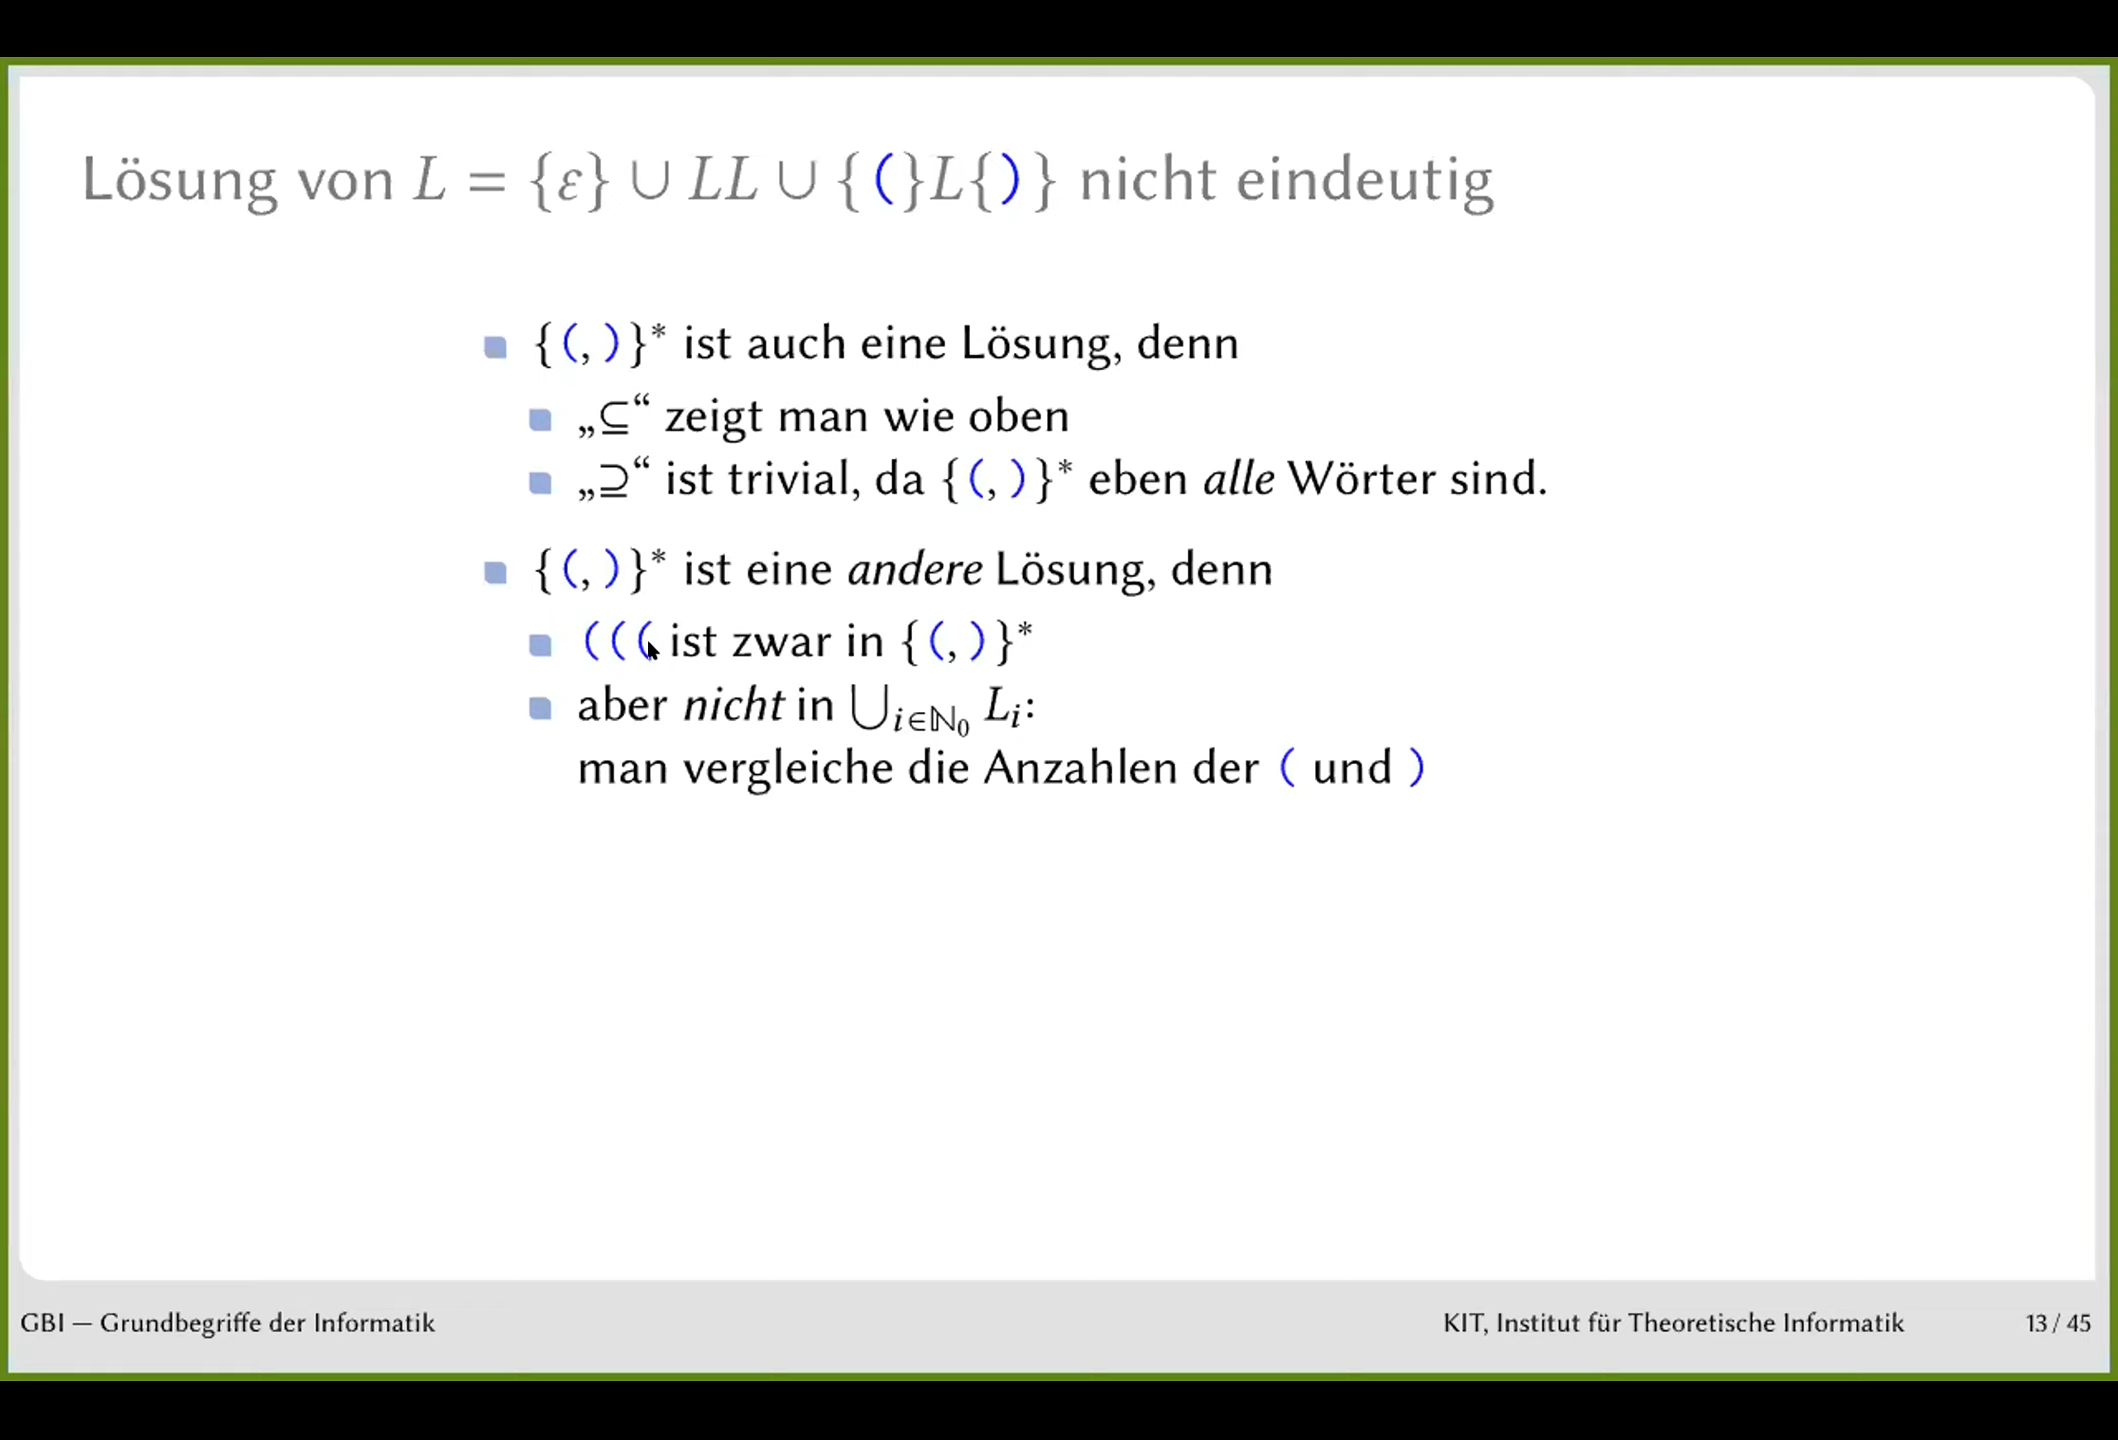 Lösung von L = {ε} ∪ LL ∪ {(}L{)} nicht eindeutig
{(, )}* ist auch eine Lösung, denn
„⊆“ zeigt man wie oben
„⊇“ ist trivial, da {(, )}* eben alle Wörter sind.
{(, )}* ist eine andere Lösung, denn
((( ist zwar in {(, )}*
aber nicht in ⋃i∈ℕ₀ Lᵢ:
man vergleiche die Anzahlen der ( und )
GBI — Grundbegriffe der Informatik
KIT, Institut für Theoretische Informatik
13 / 45